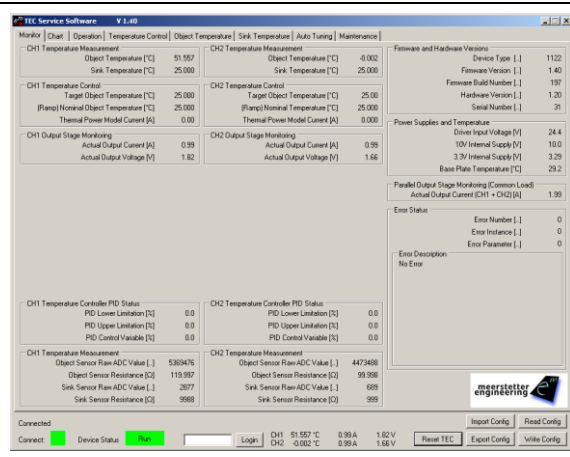 TEC Service Software V 1.40
Monitor Chart Operation Temperature Control Object Temperature Sink Temperature Auto Tuning Maintenance
CH1 Temperature Measurement
Object Temperature [°C] 51.557
Sink Temperature [°C] 25.000
CH1 Temperature Control
Target Object Temperature [°C] 25.000
(Ramp) Nominal Object Temperature [°C] 25.000
Thermal Power Model Current [A] 0.00
CH1 Output Stage Monitoring
Actual Output Current [A] 0.99
Actual Output Voltage [V] 1.82
CH1 Temperature Controller PID Status
PID Lower Limitation [%] 0.0
PID Upper Limitation [%] 0.0
PID Control Variable [%] 0.0
CH1 Temperature Measurement
Object Sensor Raw ADC Value [..] 5369476
Object Sensor Resistance [Ω] 119.997
Sink Sensor Raw ADC Value [..] 2877
Sink Sensor Resistance [Ω] 9988
CH2 Temperature Measurement
Object Temperature [°C] -0.002
Sink Temperature [°C] 25.000
CH2 Temperature Control
Target Object Temperature [°C] 25.00
(Ramp) Nominal Temperature [°C] 25.000
Thermal Power Model Current [A] 0.000
CH2 Output Stage Monitoring
Actual Output Current [A] 0.99
Actual Output Voltage [V] 1.66
CH2 Temperature Controller PID Status
PID Lower Limitation [%] 0.0
PID Upper Limitation [%] 0.0
PID Control Variable [%] 0.0
CH2 Temperature Measurement
Object Sensor Raw ADC Value [..] 4473488
Object Sensor Resistance [Ω] 99.998
Sink Sensor Raw ADC Value [..] 689
Sink Sensor Resistance [Ω] 999
Firmware and Hardware Versions
Device Type [..] 1122
Firmware Version [..] 1.40
Firmware Build Number [..] 197
Hardware Version [..] 1.20
Serial Number [..] 31
Power Supplies and Temperature
Driver Input Voltage [V] 24.4
10V Internal Supply [V] 10.0
3.3V Internal Supply [V] 3.29
Base Plate Temperature [°C] 29.2
Parallel Output Stage Monitoring (Common Load)
Actual Output Current (CH1 + CH2) [A] 1.99
Error Status
Error Number [..] 0
Error Instance [..] 0
Error Parameter [..] 0
Error Description
No Error
meerstetter
engineering
Connected
Connect Device Status Run Login
CH1 51.557 °C 0.99 A 1.82 V
CH2 -0.002 °C 0.99 A 1.66 V
Import Config Read Config
Reset TEC Export Config Write Config